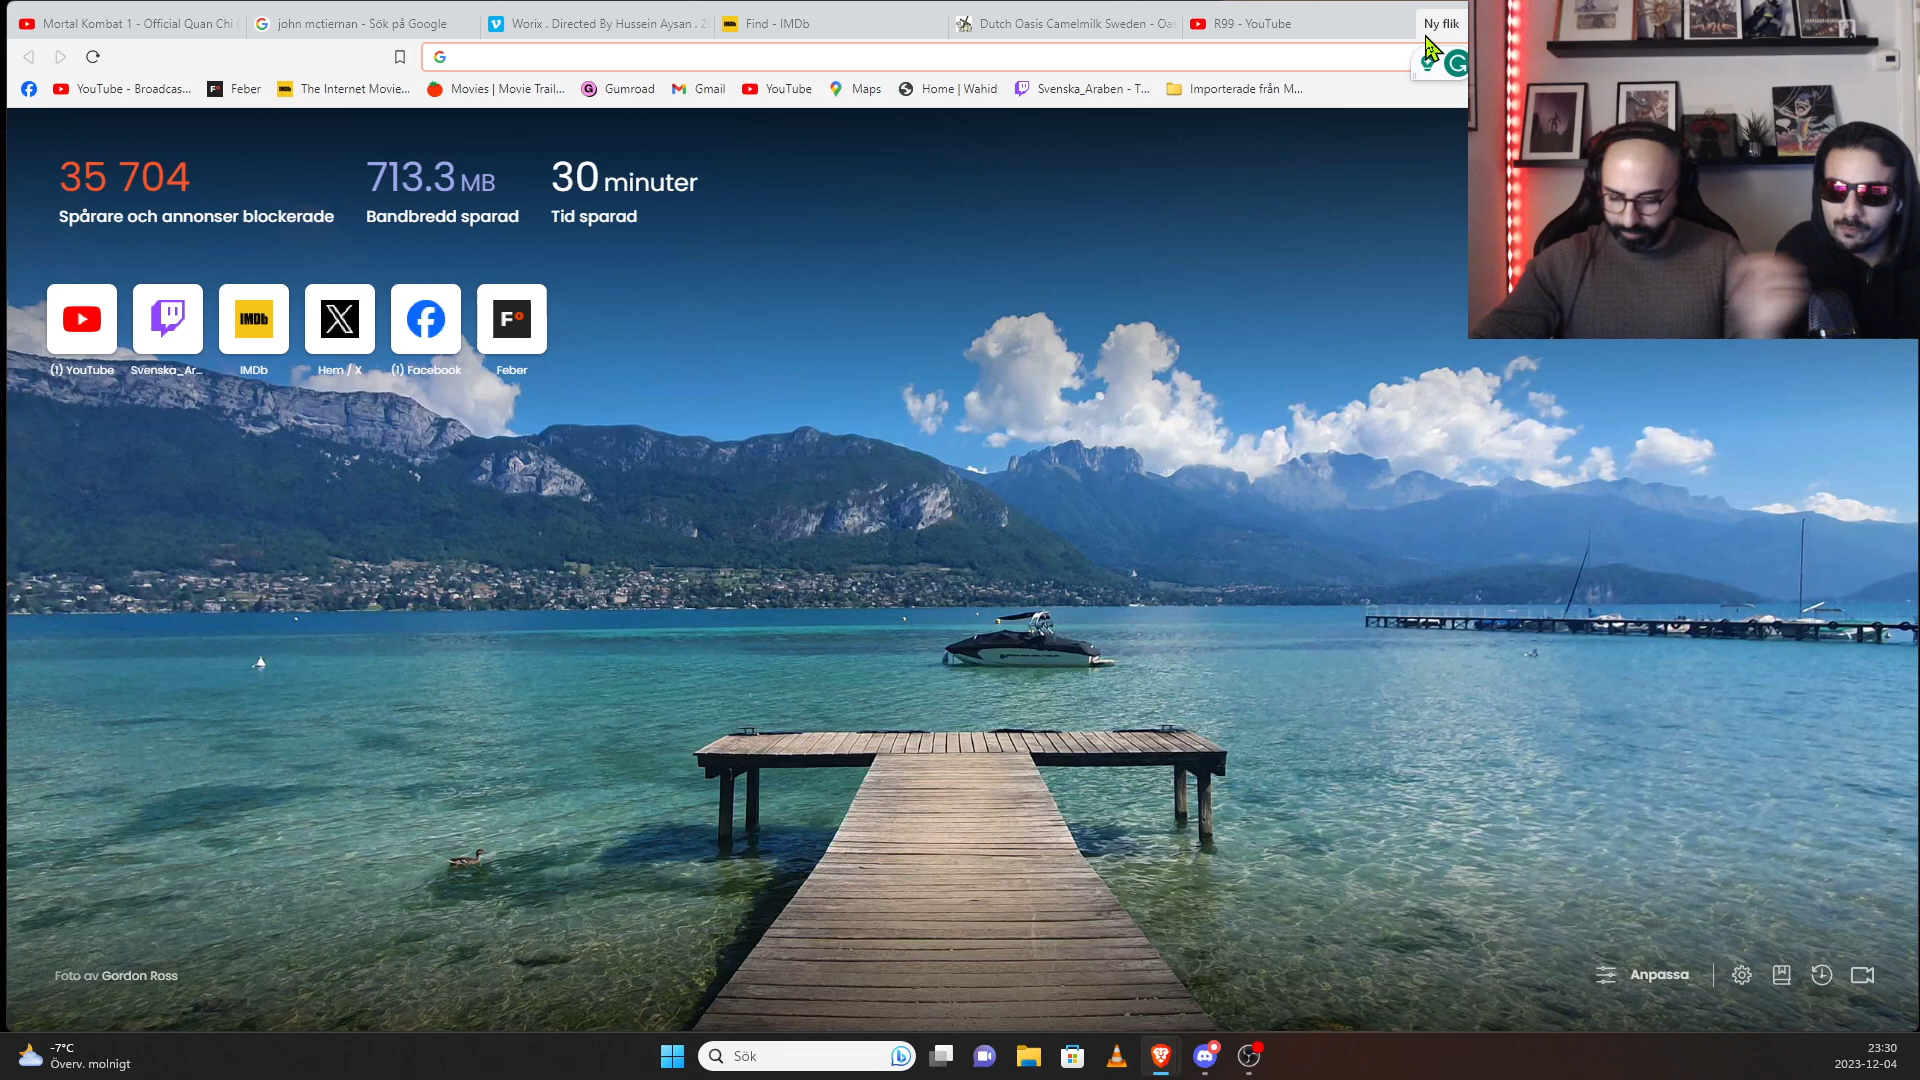 Mortal Kombat 1 - Official Quan Chi
john mctiernan - Sök på Google
Worix . Directed By Hussein Aysan . 2
Find - IMDb
Dutch Oasis Camelmilk Sweden - Oa
R99 - YouTube
Ny flik
YouTube - Broadcas...
Feber
The Internet Movie...
Movies | Movie Trail...
Gumroad
Gmail
YouTube
Maps
Home | Wahid
Svenska_Araben - T...
Importerade från M...
35 704
Spårare och annonser blockerade
713.3 MB
Bandbredd sparad
30 minuter
Tid sparad
IMDb
F
(1) YouTube
Svenska_Ar...
IMDb
Hem / X
(1) Facebook
Feber
Foto av Gordon Ross
Anpassa
-7°C
Överv. molnigt
Sök
23:30
2023-12-04